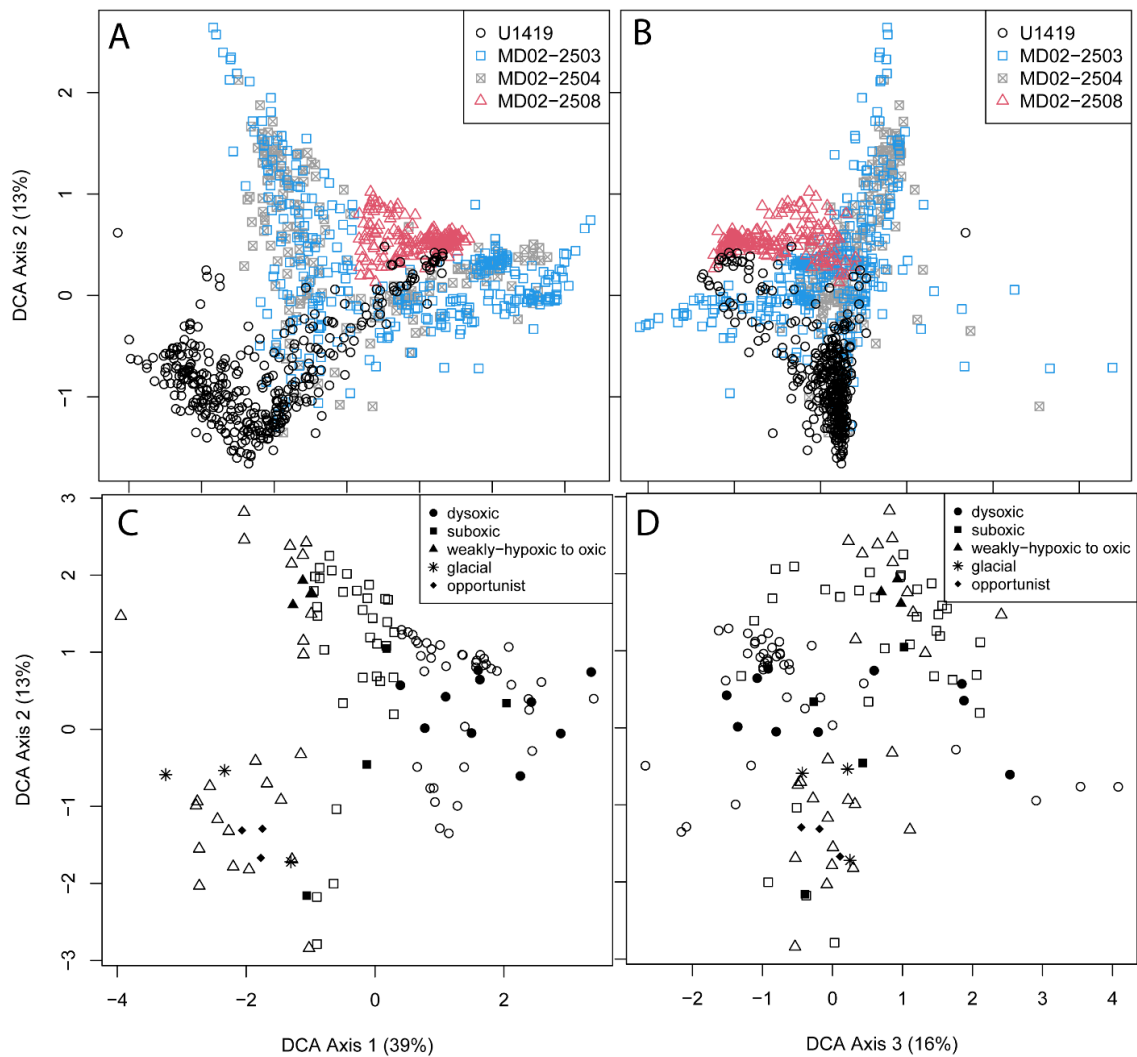 A
U1419
MD02−2503
MD02−2504
MD02−2508
B
U1419
MD02−2503
MD02−2504
MD02−2508
DCA Axis 2 (13%)
2
1
0
−1
C
dysoxic
suboxic
weakly−hypoxic to oxic
glacial
opportunist
D
dysoxic
suboxic
weakly−hypoxic to oxic
glacial
opportunist
DCA Axis 2 (13%)
3
2
1
0
−1
−2
−3
−4 −2 0 2
−2 −1 0 1 2 3 4
DCA Axis 1 (39%)
DCA Axis 3 (16%)